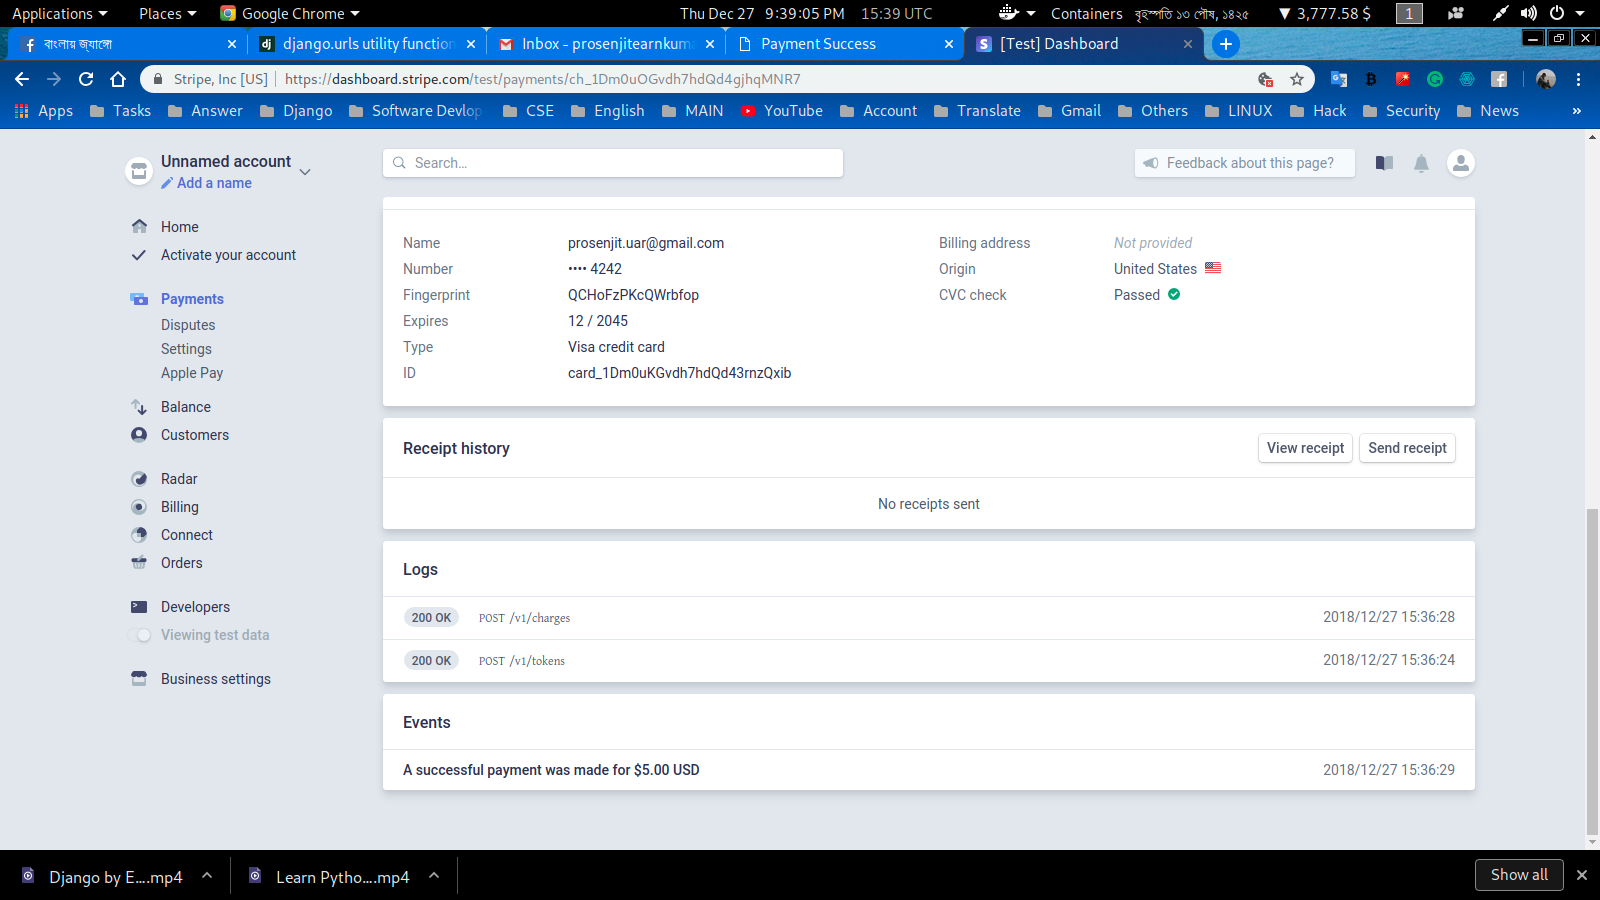 Applications Places Google Chrome Thu Dec 27 9:39:05 PM 15:39 UTC Containers বৃহস্পতি ১৩ পৌষ, ১৪২৫ ▼ 3,777.58 $ 1
বাংলায় জ্যাঙ্গো django.urls utility function Inbox - prosenjitearnkuma Payment Success [Test] Dashboard
Stripe, Inc [US] https://dashboard.stripe.com/test/payments/ch_1Dm0uOGvdh7hdQd4gjhqMNR7
Apps Tasks Answer Django Software Devlop CSE English MAIN YouTube Account Translate Gmail Others LINUX Hack Security News »
Unnamed account
Add a name
Search...
Feedback about this page?
Home
Activate your account
Payments
Disputes
Settings
Apple Pay
Balance
Customers
Radar
Billing
Connect
Orders
Developers
Viewing test data
Business settings
Name prosenjit.uar@gmail.com Billing address Not provided
Number •••• 4242 Origin United States
Fingerprint QCHoFzPKcQWrbfop CVC check Passed
Expires 12 / 2045
Type Visa credit card
ID card_1Dm0uKGvdh7hdQd43rnzQxib
Receipt history View receipt Send receipt
No receipts sent
Logs
200 OK POST /v1/charges 2018/12/27 15:36:28
200 OK POST /v1/tokens 2018/12/27 15:36:24
Events
A successful payment was made for $5.00 USD 2018/12/27 15:36:29
Django by E....mp4 Learn Pytho....mp4 Show all